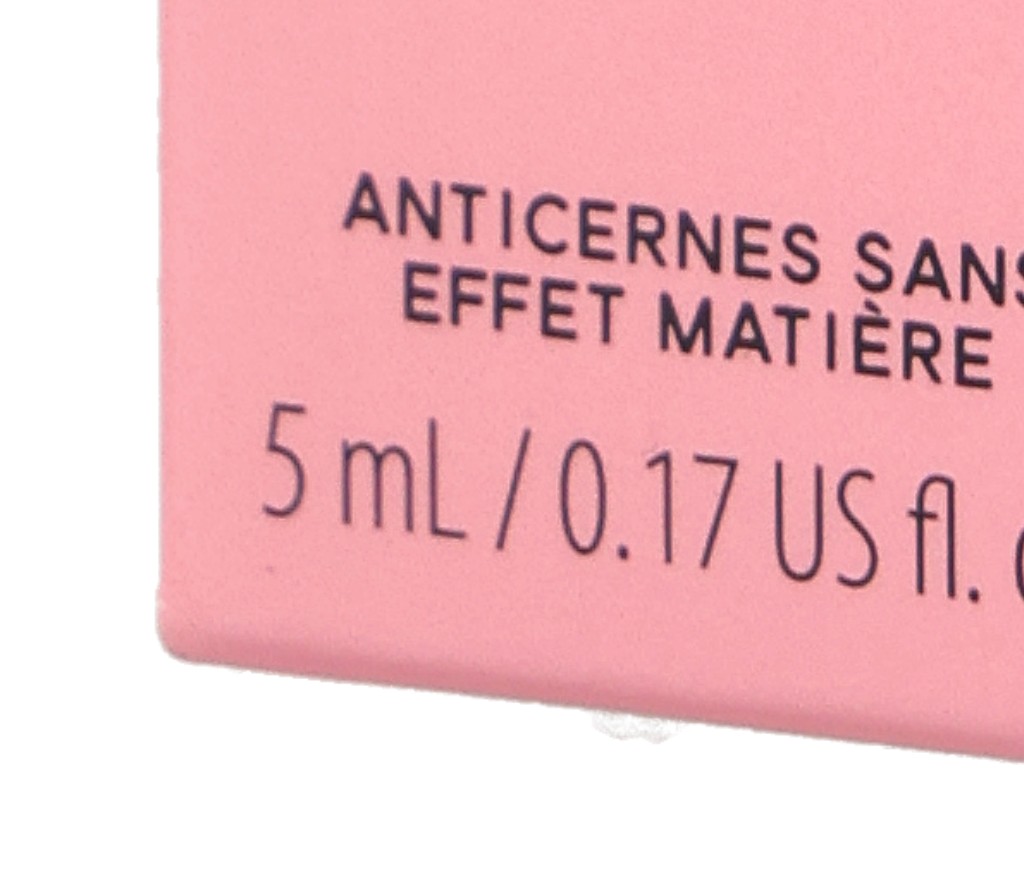 ANTICERNES SANS
EFFET MATIÈRE
5 mL / 0.17 US fl.